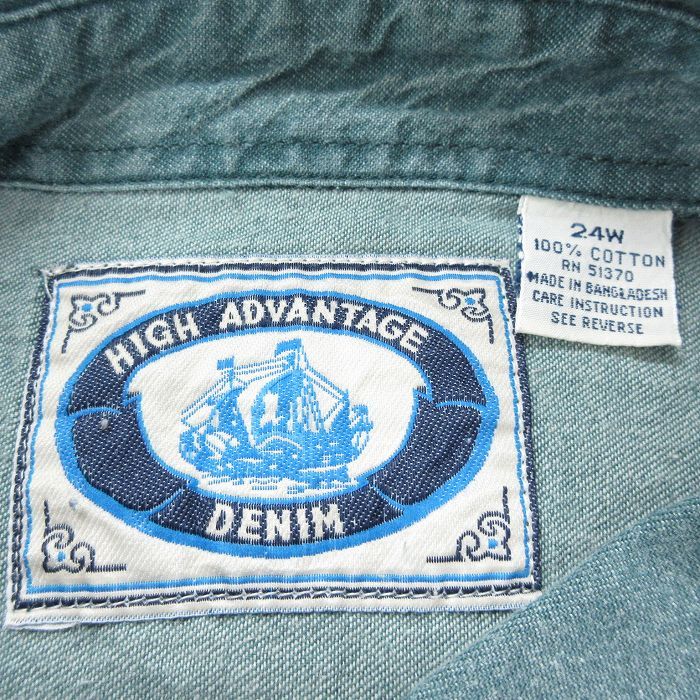 HIGH ADVANTAGE
DENIM
24W
100% COTTON
RN 51370
MADE IN BANGLADESH
CARE INSTRUCTION
SEE REVERSE